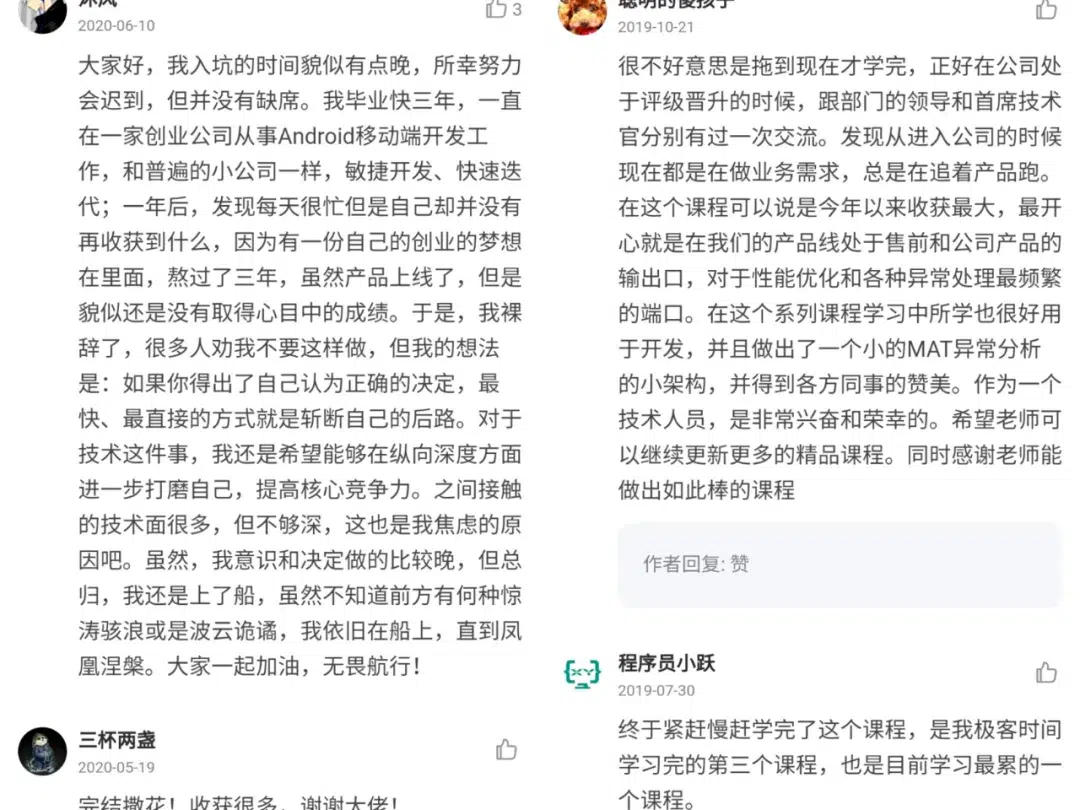 2020-06-10
3
大家好，我入坑的时间貌似有点晚，所幸努力
会迟到，但并没有缺席。我毕业快三年，一直
在一家创业公司从事Android移动端开发工
作，和普遍的小公司一样，敏捷开发、快速迭
代；一年后，发现每天很忙但是自己却并没有
再收获到什么，因为有一份自己的创业的梦想
在里面，熬过了三年，虽然产品上线了，但是
貌似还是没有取得心目中的成绩。于是，我裸
辞了，很多人劝我不要这样做，但我的想法
是：如果你得出了自己认为正确的决定，最
快、最直接的方式就是斩断自己的后路。对于
技术这件事，我还是希望能够在纵向深度方面
进一步打磨自己，提高核心竞争力。之间接触
的技术面很多，但不够深，这也是我焦虑的原
因吧。虽然，我意识和决定做的比较晚，但总
归，我还是上了船，虽然不知道前方有何种惊
涛骇浪或是波云诡谲，我依旧在船上，直到凤
凰涅槃。大家一起加油，无畏航行！
三杯两盏
2020-05-19
完结撒花！收获很多，谢谢大佬！
聪明的傻孩子
2019-10-21
很不好意思是拖到现在才学完，正好在公司处
于评级晋升的时候，跟部门的领导和首席技术
官分别有过一次交流。发现从进入公司的时候
现在都是在做业务需求，总是在追着产品跑。
在这个课程可以说是今年以来收获最大，最开
心就是在我们的产品线处于售前和公司产品的
输出口，对于性能优化和各种异常处理最频繁
的端口。在这个系列课程学习中所学也很好用
于开发，并且做出了一个小的MAT异常分析
的小架构，并得到各方同事的赞美。作为一个
技术人员，是非常兴奋和荣幸的。希望老师可
以继续更新更多的精品课程。同时感谢老师能
做出如此棒的课程
作者回复: 赞
程序员小跃
2019-07-30
终于紧赶慢赶学完了这个课程，是我极客时间
学习完的第三个课程，也是目前学习最累的一
个课程。